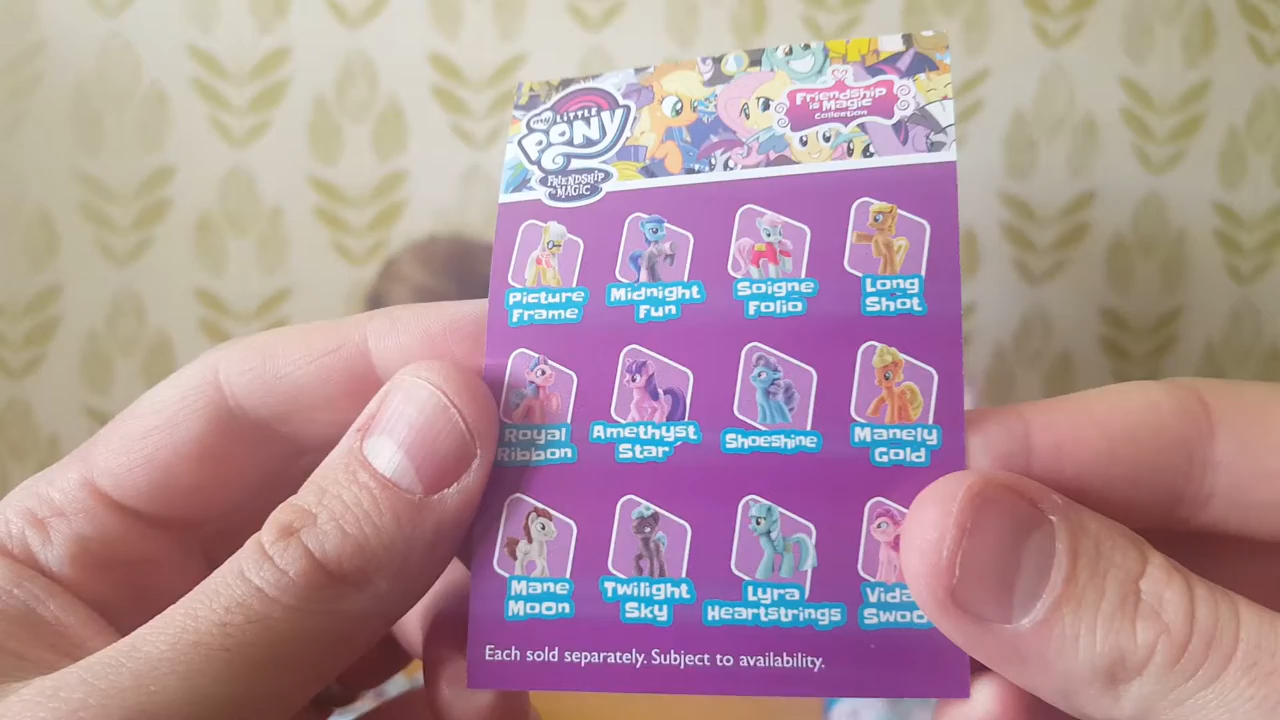 my LITTLE
PONY
FRIENDSHIP
IS MAGIC
Friendship
is Magic
Collection
Picture
Frame
Midnight
Fun
Soigne
Folio
Long
Shot
Royal
Ribbon
Amethyst
Star
Shoeshine
Manely
Gold
Mane
Moon
Twilight
Sky
Lyra
Heartstrings
Each sold separately. Subject to availability.